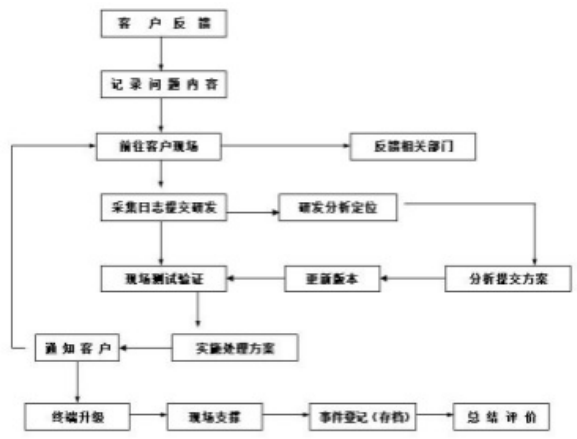 客户反馈
记录问题内容
前往客户现场
反馈相关部门
采集日志提交研发
研发分析定位
现场测试验证
更新版本
分析提交方案
通知客户
实施处理方案
终端升级
现场支撑
事件登记（存档）
总结评价